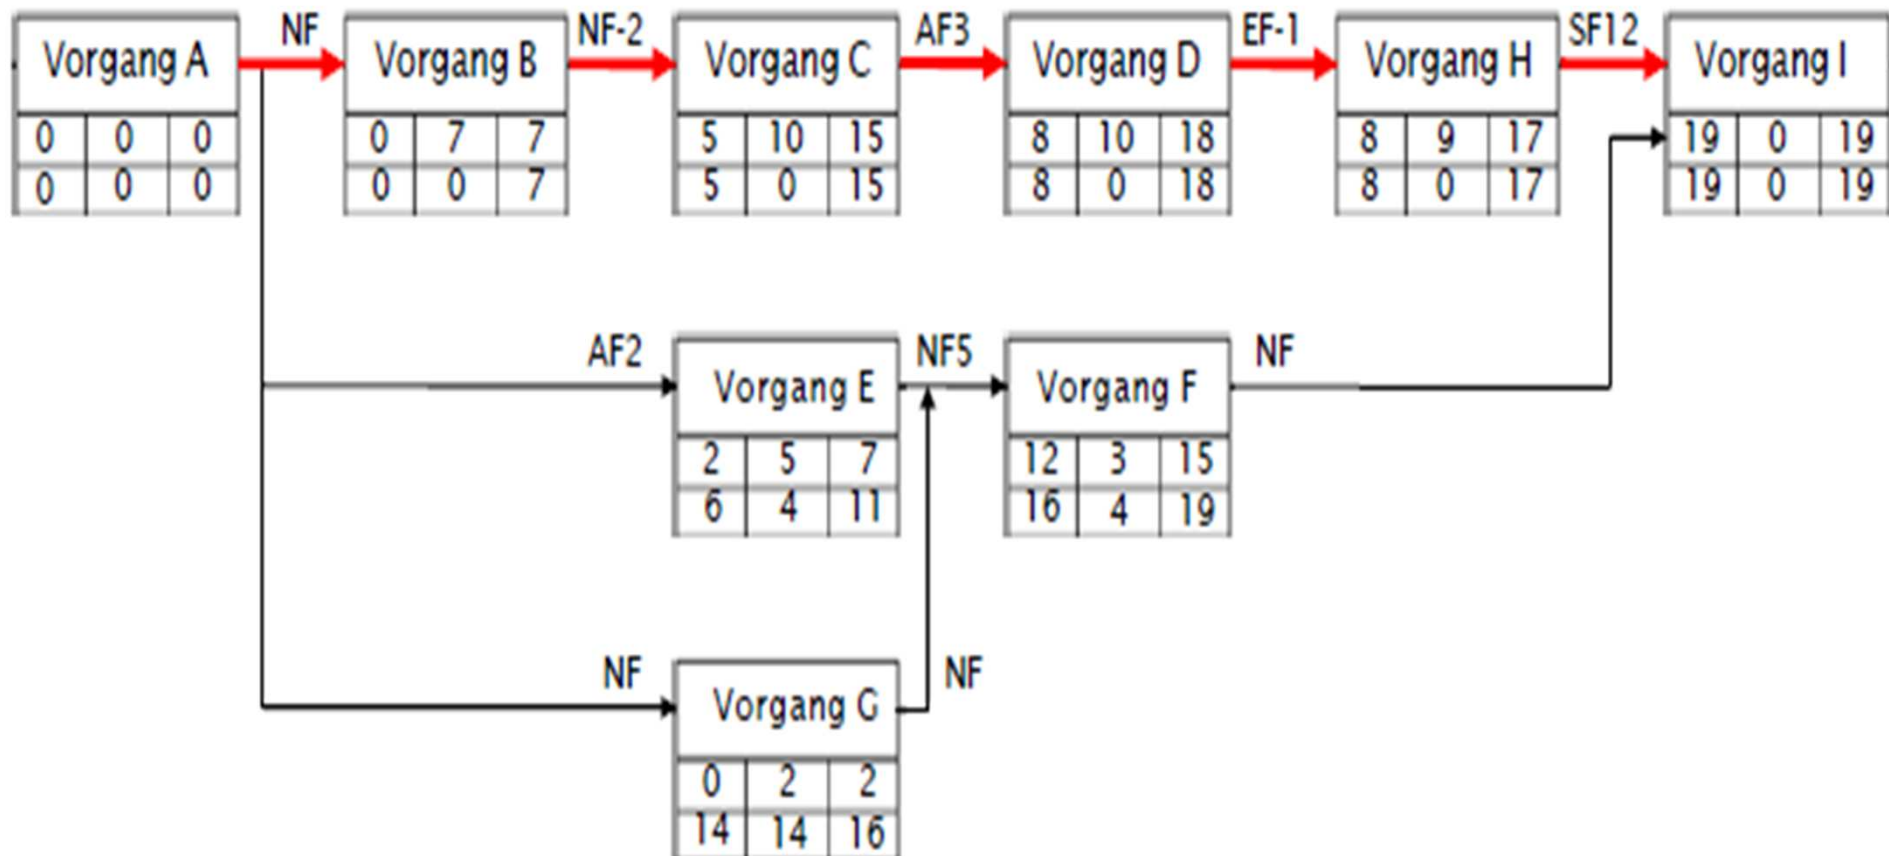 NF NF-2 AF3 EF-1 SF12
Vorgang A Vorgang B Vorgang C Vorgang D Vorgang H Vorgang I
0 0 0 0 7 7 5 10 15 8 10 18 8 9 17 19 0 19
0 0 0 0 0 7 5 0 15 8 0 18 8 0 17 19 0 19
AF2 NF5 NF
Vorgang E Vorgang F
2 5 7 12 3 15
6 4 11 16 4 19
NF NF
Vorgang G
0 2 2
14 14 16